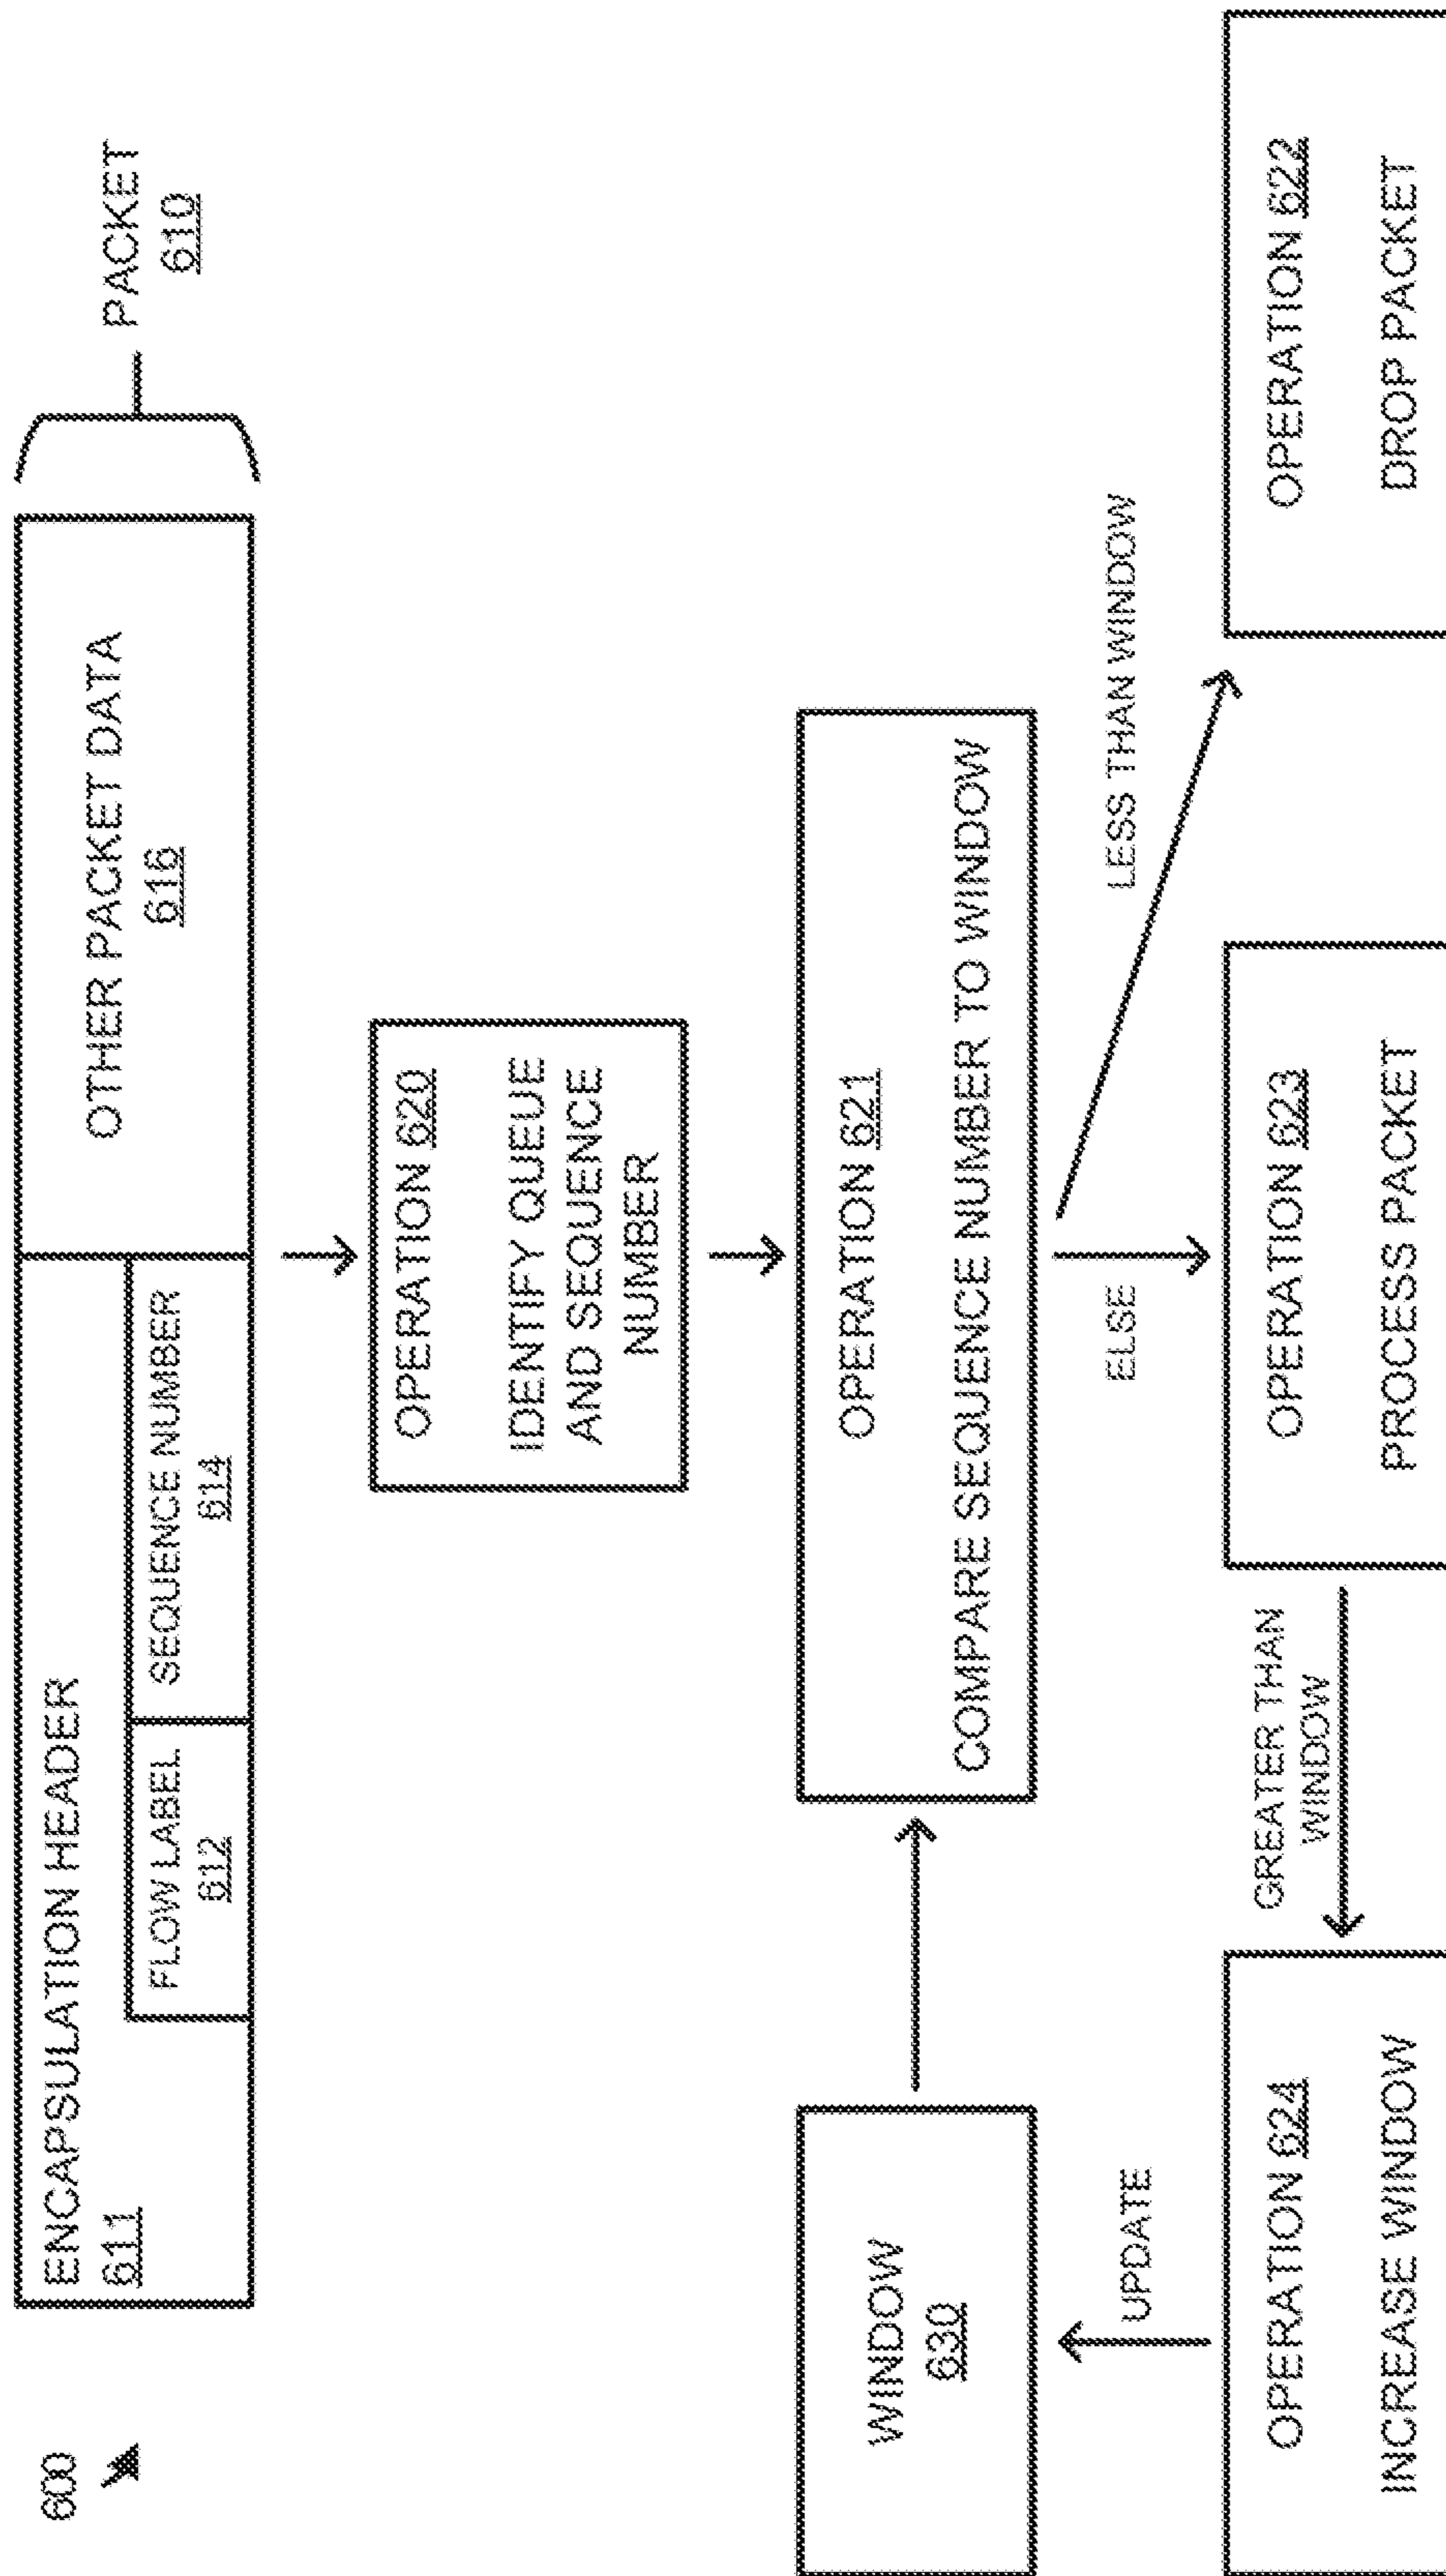 600
ENCAPSULATION HEADER
611
FLOW LABEL
612
SEQUENCE NUMBER
614
OTHER PACKET DATA
616
PACKET
610
OPERATION 620
IDENTIFY QUEUE
AND SEQUENCE
NUMBER
WINDOW
630
OPERATION 621
COMPARE SEQUENCE NUMBER TO WINDOW
UPDATE
ELSE
LESS THAN WINDOW
OPERATION 624
INCREASE WINDOW
GREATER THAN
WINDOW
OPERATION 623
PROCESS PACKET
OPERATION 622
DROP PACKET